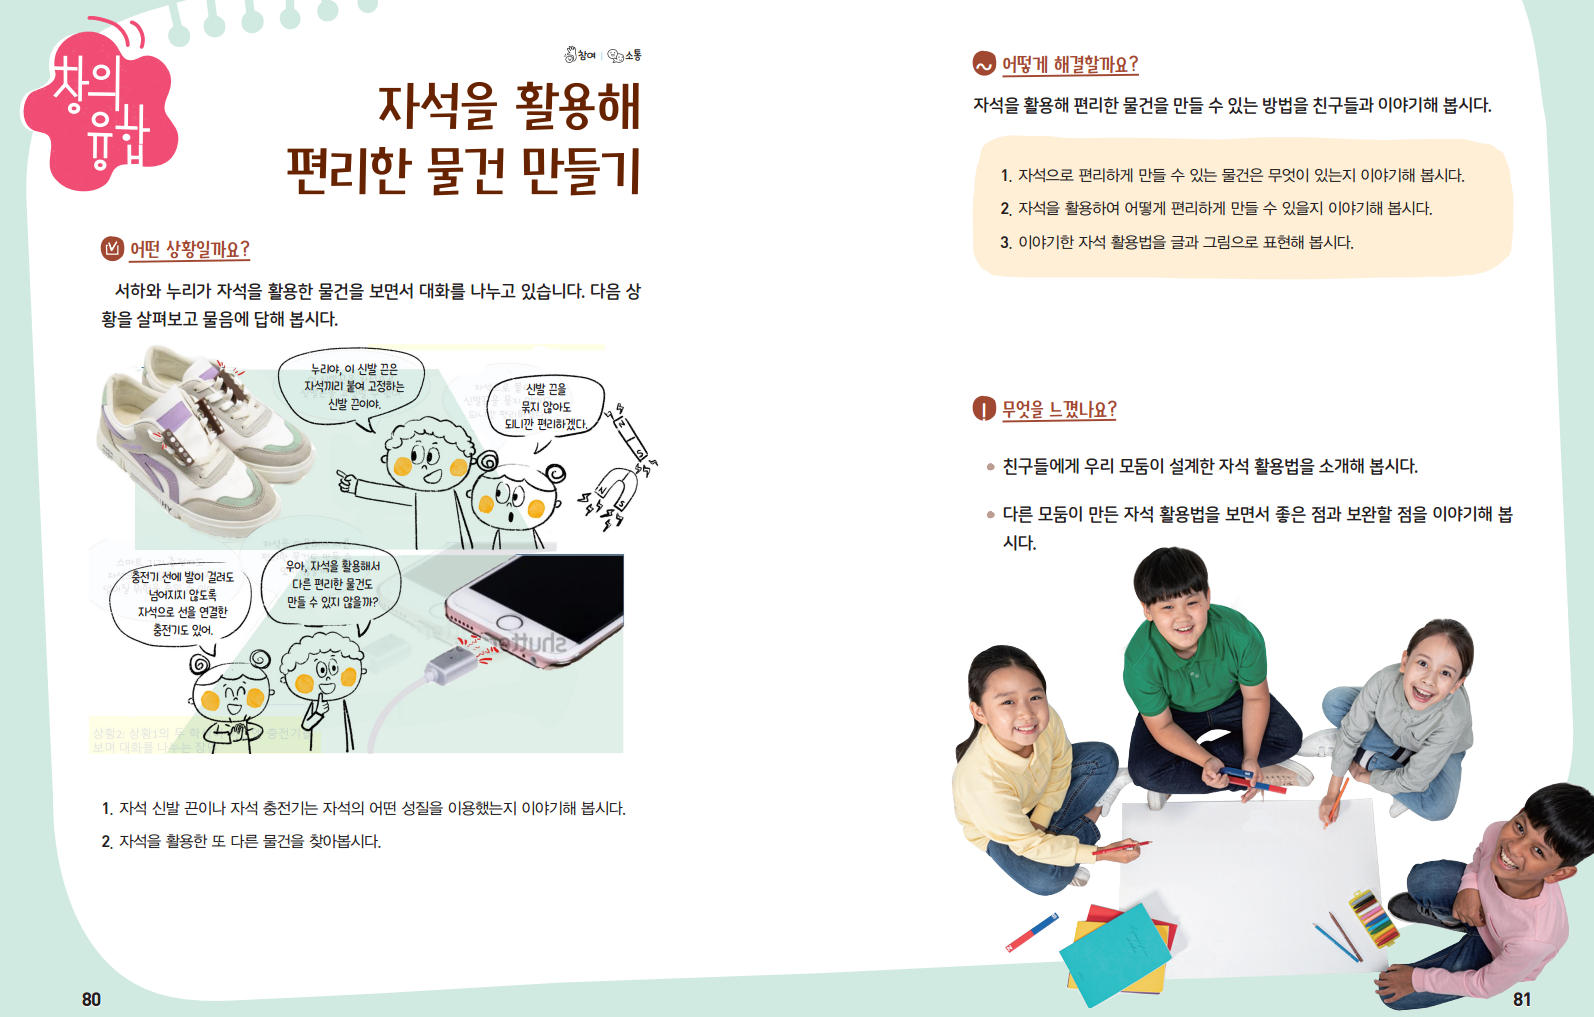 창의
융합
참여 | 소통
자석을 활용해
편리한 물건 만들기
어떤 상황일까요?
서하와 누리가 자석을 활용한 물건을 보면서 대화를 나누고 있습니다. 다음 상
황을 살펴보고 물음에 답해 봅시다.
누리야, 이 신발 끈은
자석끼리 붙여 고정하는
신발 끈이야.
신발 끈을
묶지 않아도
되니깐 편리하겠다.
N
S
N
S
충전기 선에 발이 걸려도
넘어지지 않도록
자석으로 선을 연결한
충전기도 있어.
우아, 자석을 활용해서
다른 편리한 물건도
만들 수 있지 않을까?
1. 자석 신발 끈이나 자석 충전기는 자석의 어떤 성질을 이용했는지 이야기해 봅시다.
2. 자석을 활용한 또 다른 물건을 찾아봅시다.
80
어떻게 해결할까요?
자석을 활용해 편리한 물건을 만들 수 있는 방법을 친구들과 이야기해 봅시다.
1. 자석으로 편리하게 만들 수 있는 물건은 무엇이 있는지 이야기해 봅시다.
2. 자석을 활용하여 어떻게 편리하게 만들 수 있을지 이야기해 봅시다.
3. 이야기한 자석 활용법을 글과 그림으로 표현해 봅시다.
무엇을 느꼈나요?
친구들에게 우리 모둠이 설계한 자석 활용법을 소개해 봅시다.
다른 모둠이 만든 자석 활용법을 보면서 좋은 점과 보완할 점을 이야기해 봅
시다.
81